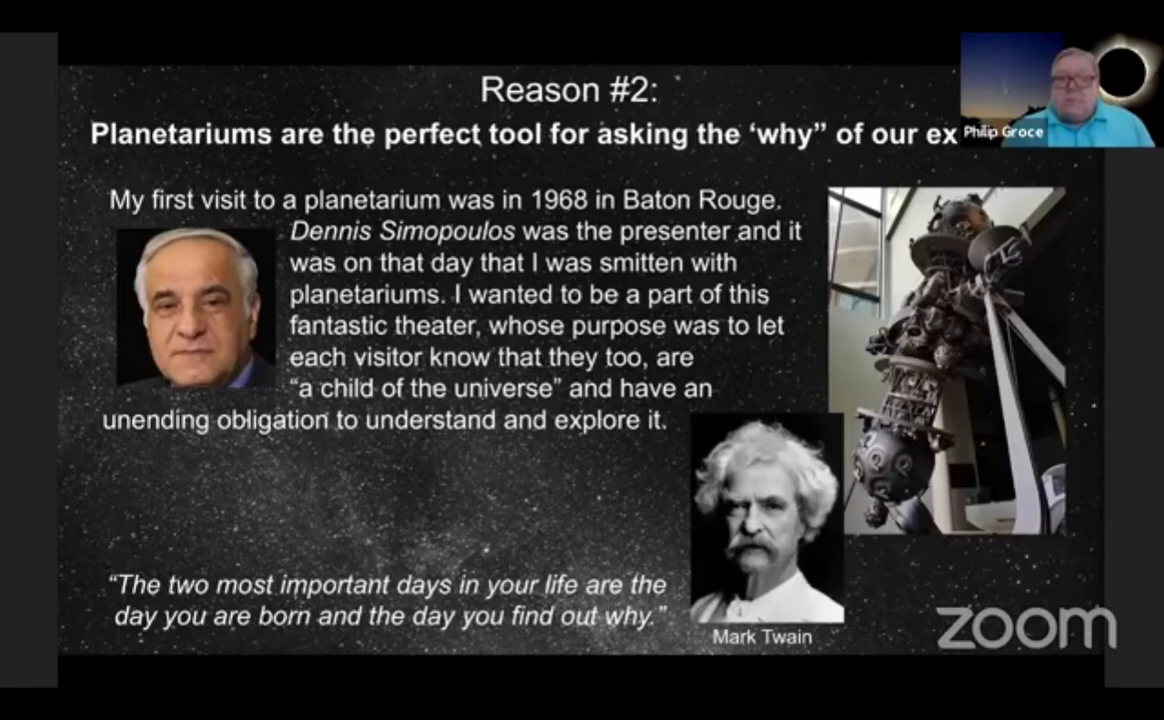 Reason #2:
Planetariums are the perfect tool for asking the ‘why” of our ex
Philip Groce
My first visit to a planetarium was in 1968 in Baton Rouge.
Dennis Simopoulos was the presenter and it
was on that day that I was smitten with
planetariums. I wanted to be a part of this
fantastic theater, whose purpose was to let
each visitor know that they too, are
“a child of the universe” and have an
unending obligation to understand and explore it.
“The two most important days in your life are the
day you are born and the day you find out why.”
Mark Twain
zoom